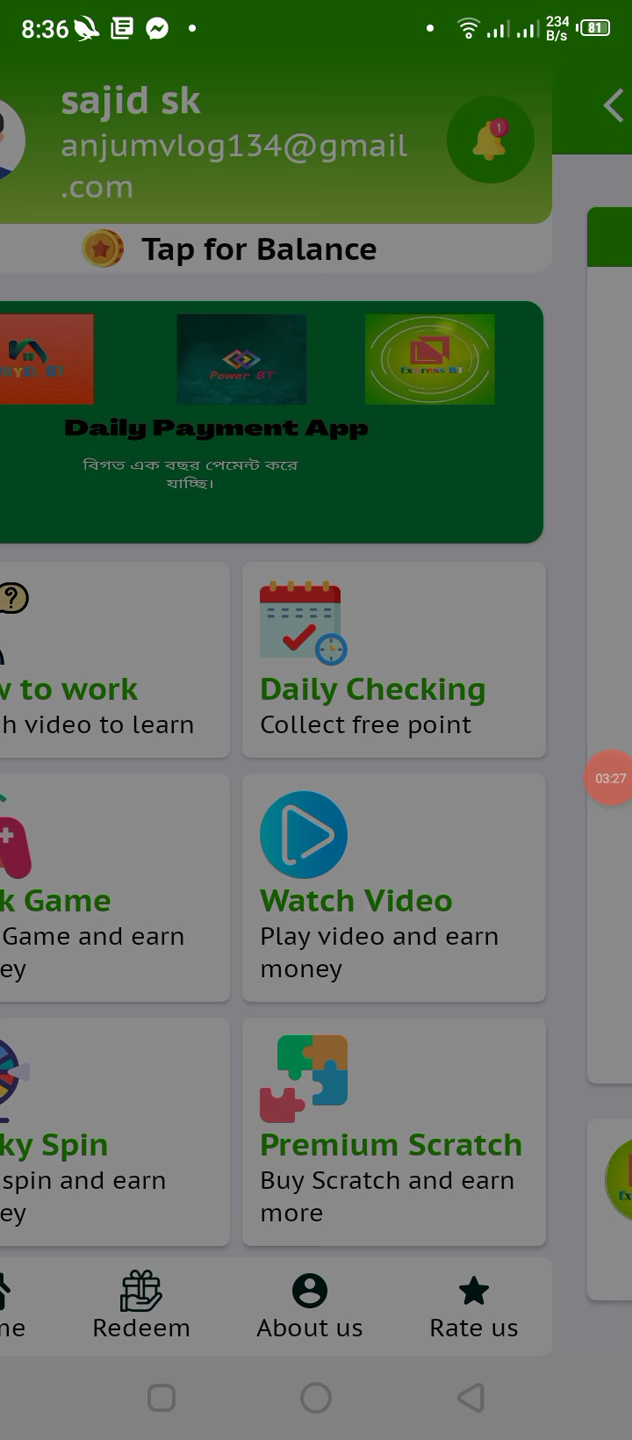 8:36
234
B/s
81
sajid sk
1
anjumvlog134@gmail
.com
Tap for Balance
BT
Power BT
Express BT
Daily Payment App
বিগত এক বছর পেমেন্ট করে
যাচ্ছি।
?
w to work
Daily Checking
h video to learn
Collect free point
03:27
k Game
Watch Video
Game and earn
Play video and earn
ey
money
ky Spin
Premium Scratch
spin and earn
Buy Scratch and earn
ey
more
Ex
me
Redeem
About us
Rate us